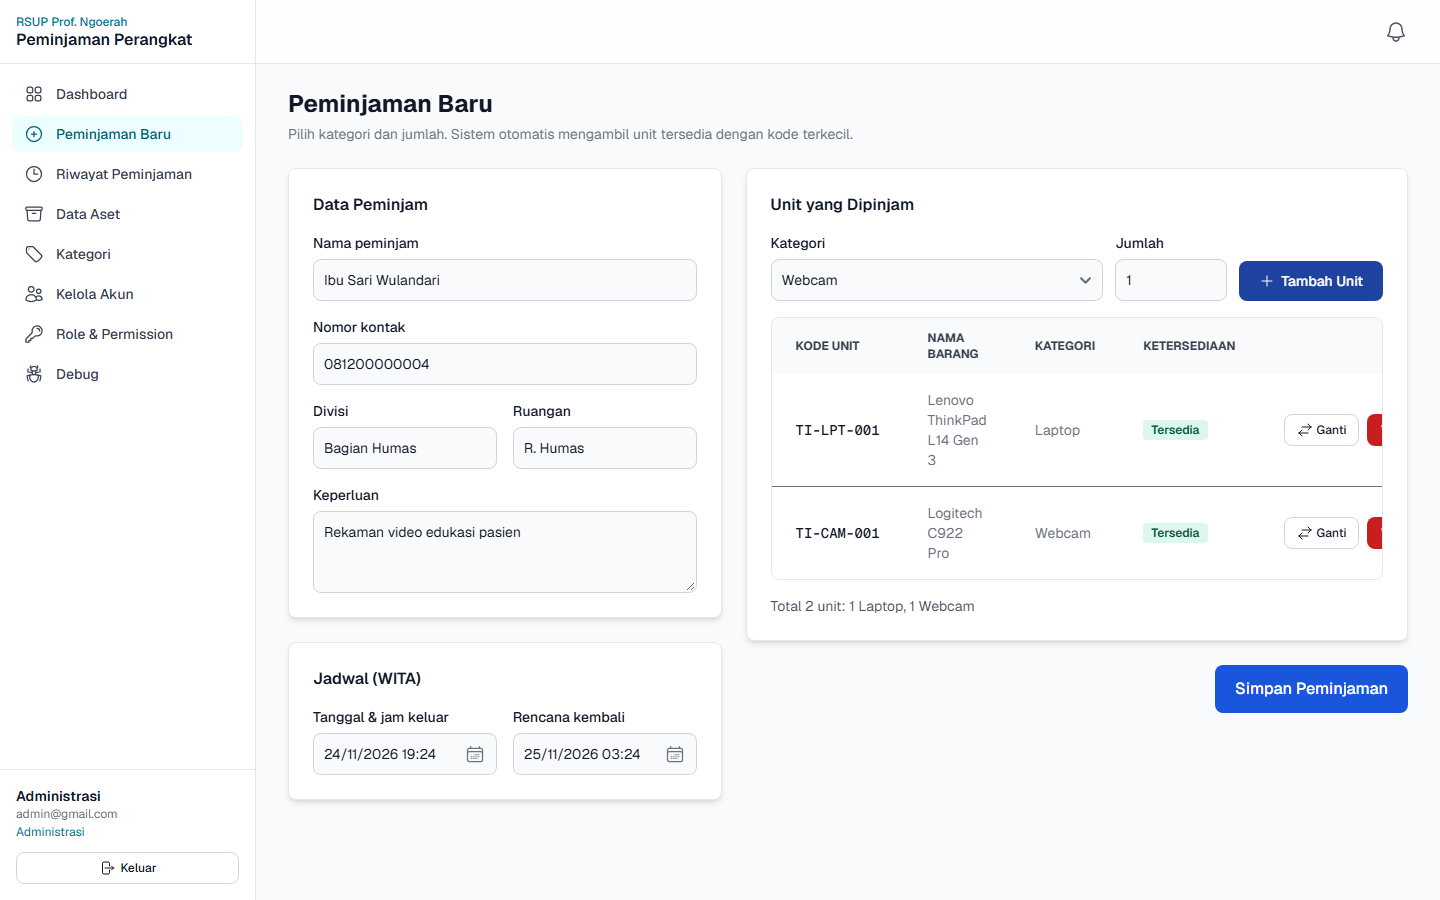 RSUP Prof. Ngoerah
Peminjaman Perangkat
Dashboard
Peminjaman Baru
Riwayat Peminjaman
Data Aset
Kategori
Kelola Akun
Role & Permission
Debug
Administrasi
admin@gmail.com
Administrasi
Keluar
Peminjaman Baru
Pilih kategori dan jumlah. Sistem otomatis mengambil unit tersedia dengan kode terkecil.
Data Peminjam
Nama peminjam
Ibu Sari Wulandari
Nomor kontak
081200000004
Divisi Ruangan
Bagian Humas R. Humas
Keperluan
Rekaman video edukasi pasien
Jadwal (WITA)
Tanggal & jam keluar Rencana kembali
24/11/2026 19:24 25/11/2026 03:24
Unit yang Dipinjam
Kategori Jumlah
Webcam 1 Tambah Unit
KODE UNIT NAMA BARANG KATEGORI KETERSEDIAAN
TI-LPT-001 Lenovo ThinkPad L14 Gen 3 Laptop Tersedia Ganti
TI-CAM-001 Logitech C922 Pro Webcam Tersedia Ganti
Total 2 unit: 1 Laptop, 1 Webcam
Simpan Peminjaman